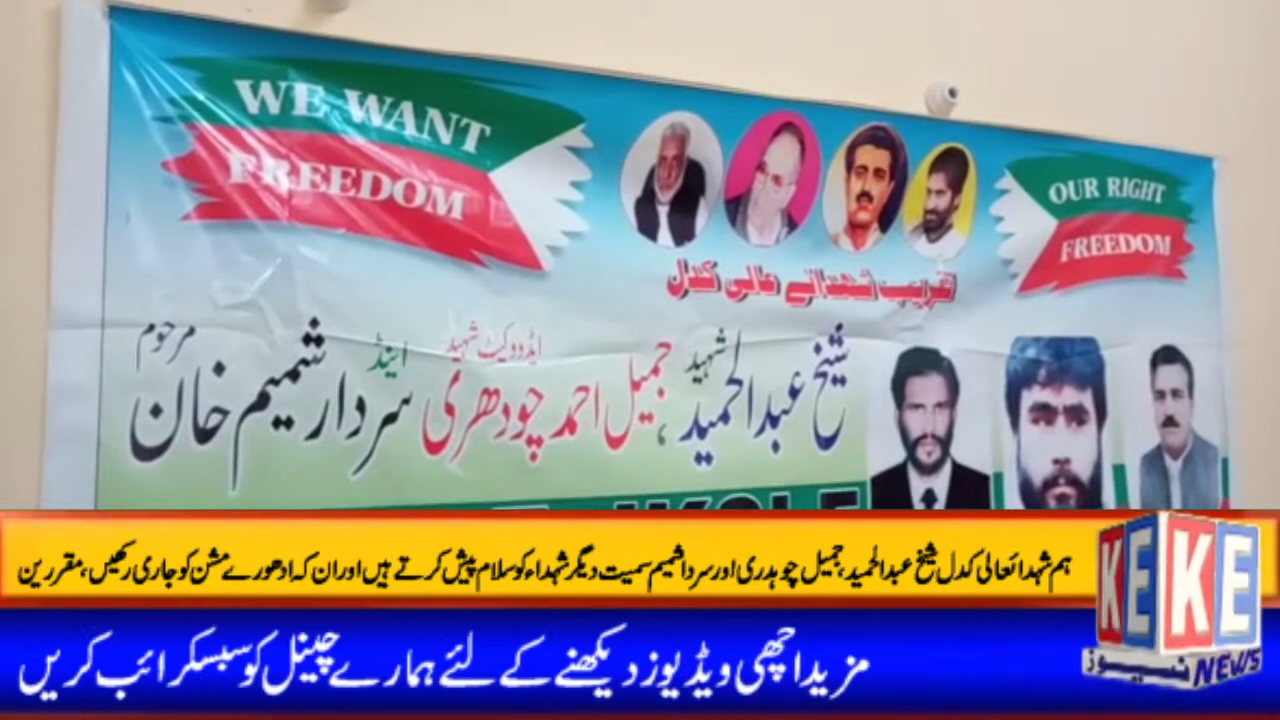 WE WANT
FREEDOM
OUR RIGHT
FREEDOM
تقریب شہدائے عالی کدل
شیخ عبدالحمید شہید، جمیل احمد چودھری ایڈووکیٹ شہید اینڈ سردار شمیم خان مرحوم
ہم شہدائعالی کدل شیخ عبدالحمید، جمیل چوہدری اور سردار شمیم سمیت دیگر شہداء کو سلام پیش کرتے ہیں اور ان کہ ادھورے مشن کو جاری رکھیں، مقررین
مزید اچھی ویڈیوز دیکھنے کے لئے ہمارے چینل کو سبسکرائب کریں
KEKE
نیوز NEWS